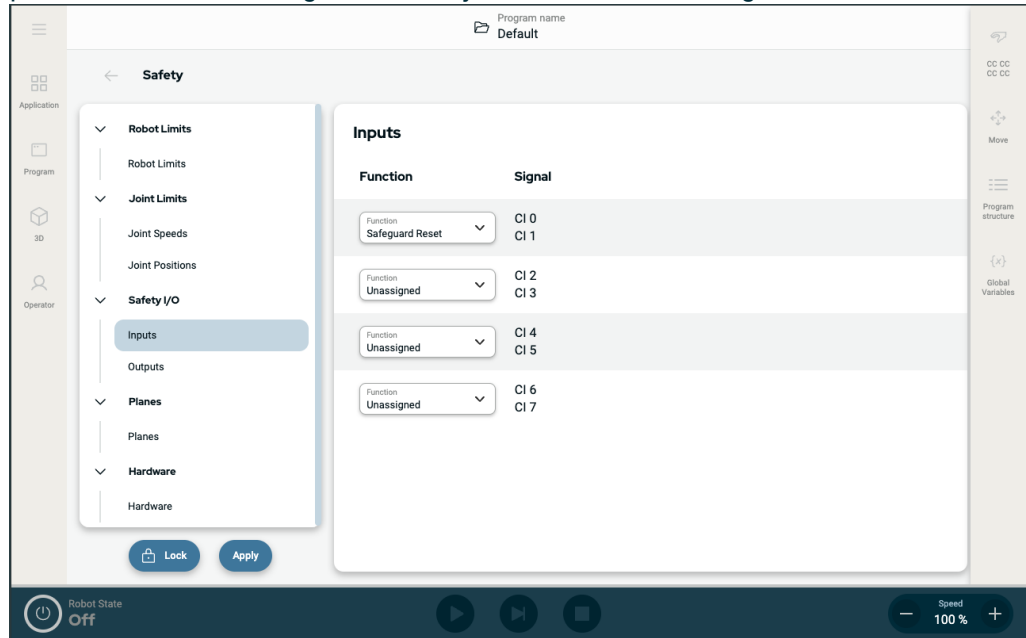 Program name
Default
Application
Program
3D
Operator
Safety
Robot Limits
Robot Limits
Joint Limits
Joint Speeds
Joint Positions
Safety I/O
Inputs
Outputs
Planes
Planes
Hardware
Hardware
Lock
Apply
Inputs
Function Signal
Function
Safeguard Reset
CI 0
CI 1
Function
Unassigned
CI 2
CI 3
Function
Unassigned
CI 4
CI 5
Function
Unassigned
CI 6
CI 7
CC CC
CC CC
Move
Program
structure
{x}
Global
Variables
Robot State
Off
Speed
100 %